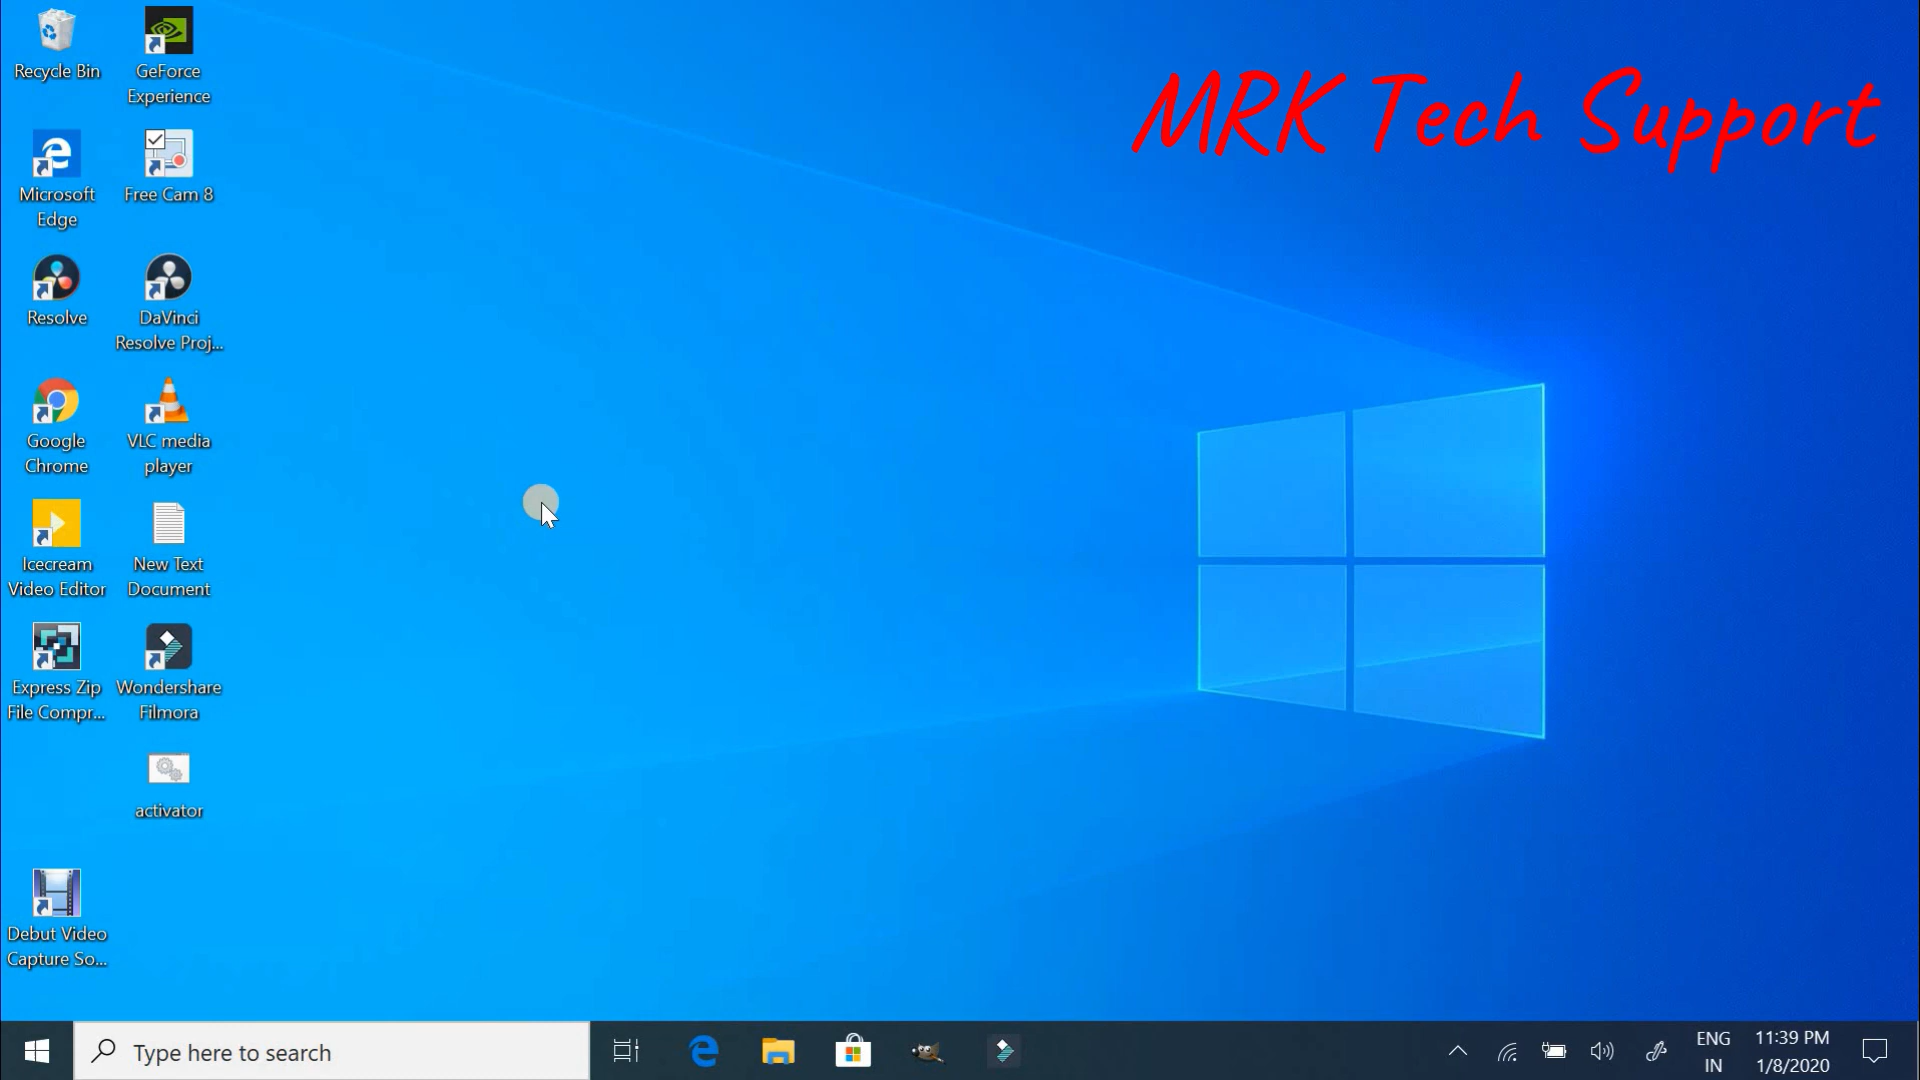 MRK Tech Support
Recycle Bin
GeForce
Experience
Microsoft
Edge
Free Cam 8
Resolve
DaVinci
Resolve Proj...
Google
Chrome
VLC media
player
Icecream
Video Editor
New Text
Document
Express Zip
File Compr...
Wondershare
Filmora
activator
Debut Video
Capture So...
Type here to search
ENG
IN
11:39 PM
1/8/2020